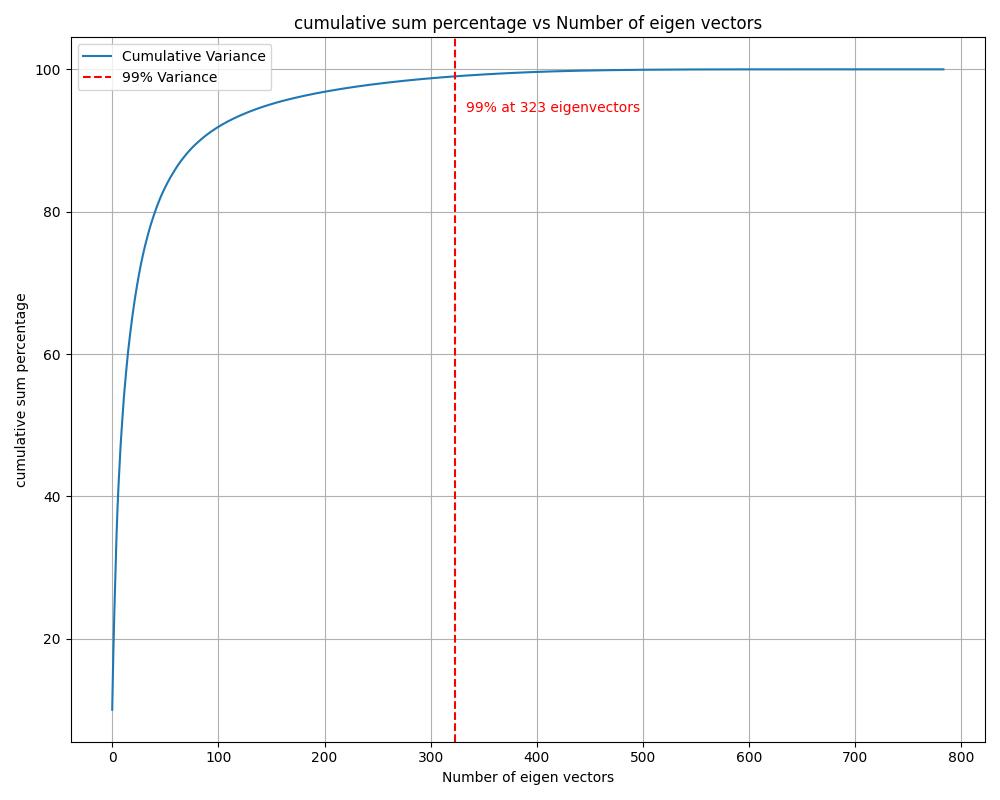 cumulative sum percentage vs Number of eigen vectors
Cumulative Variance
99% Variance
99% at 323 eigenvectors
cumulative sum percentage
100
80
60
40
20
0 100 200 300 400 500 600 700 800
Number of eigen vectors